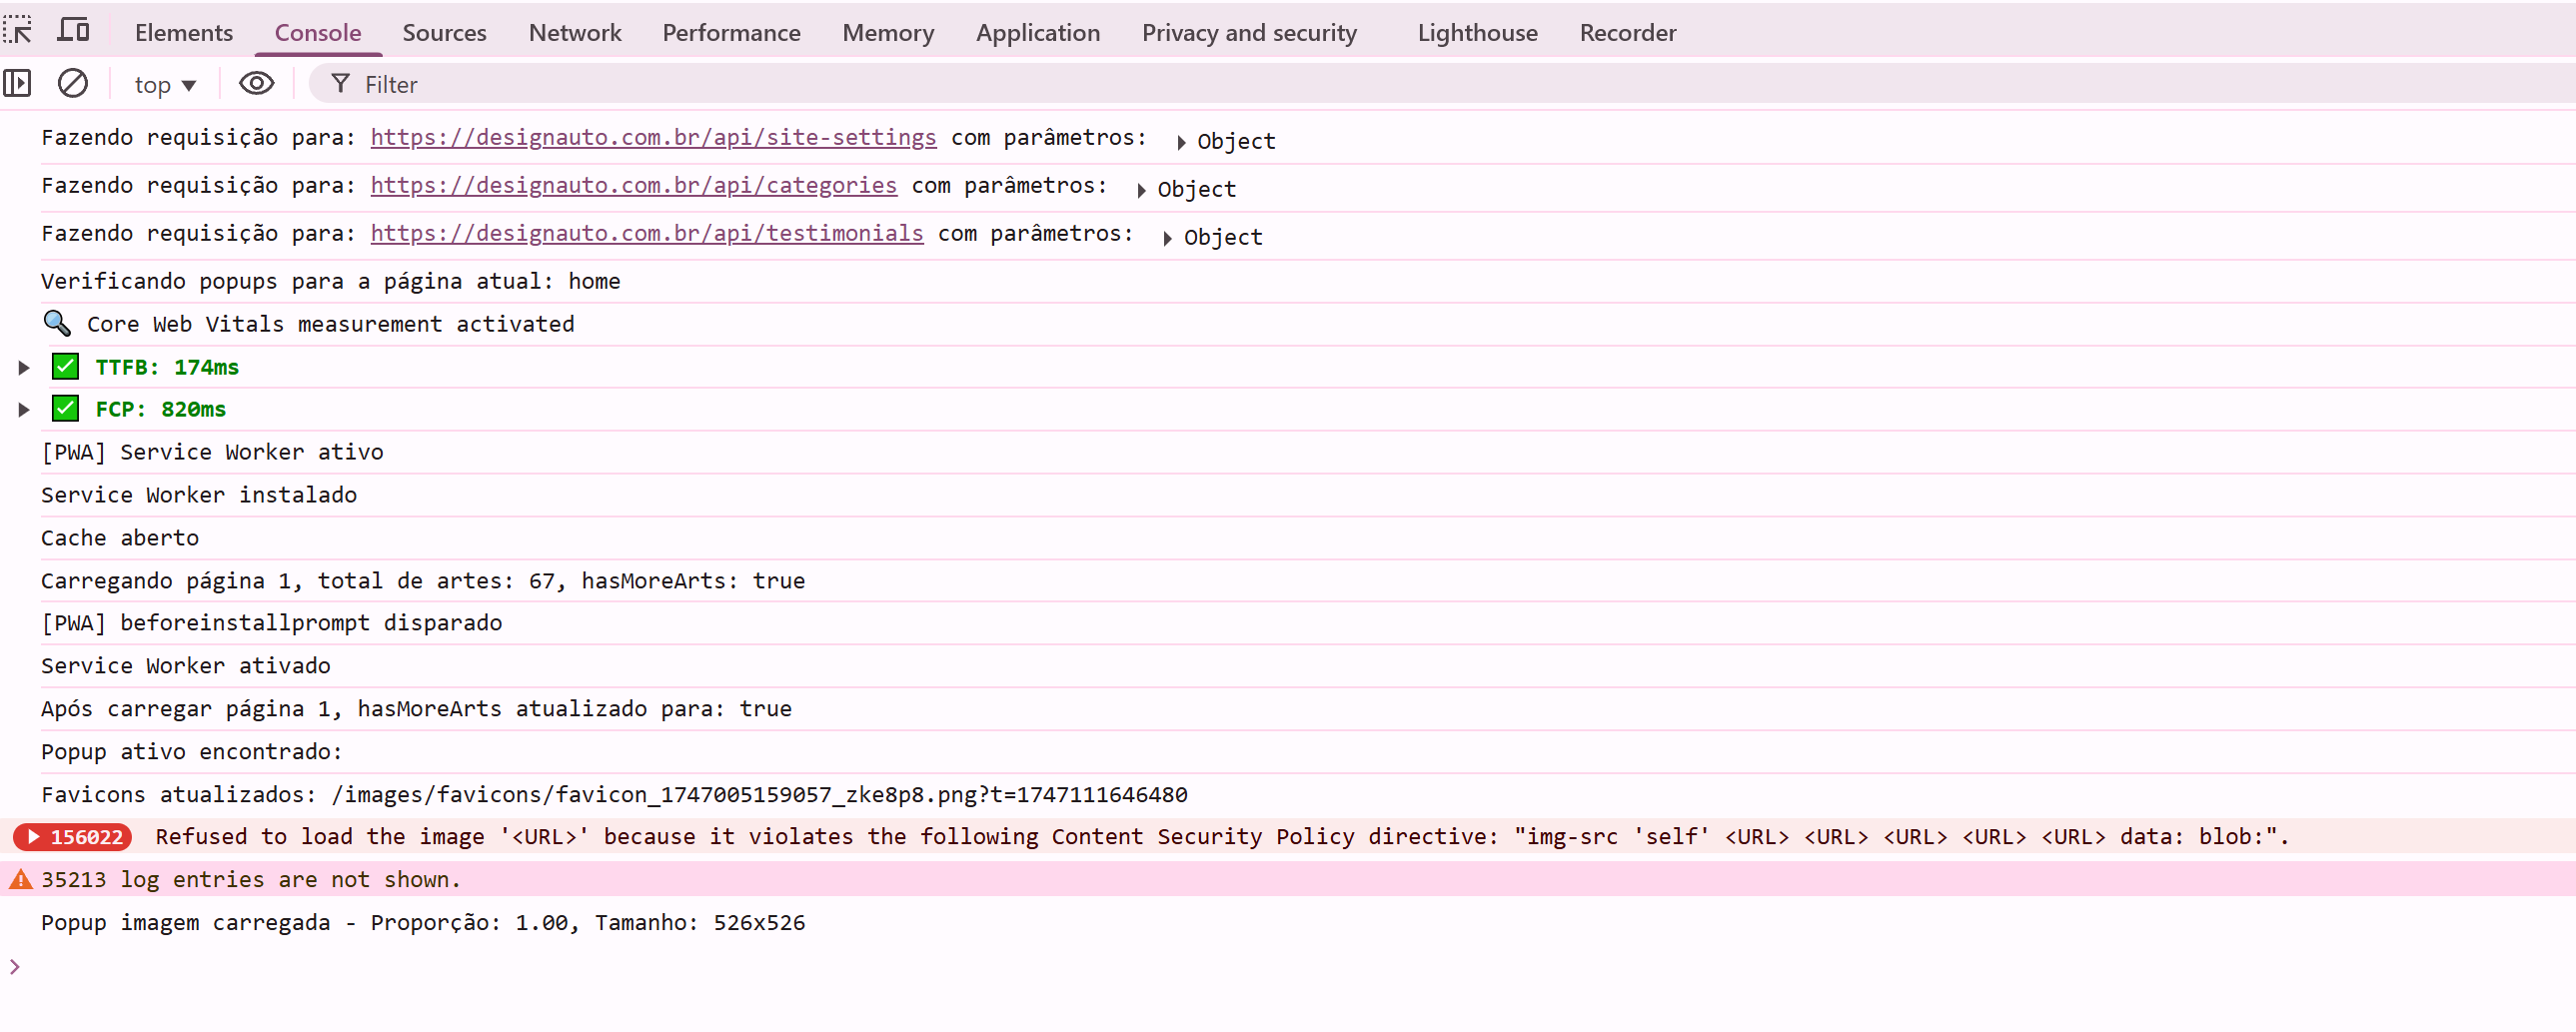 Elements Console Sources Network Performance Memory Application Privacy and security Lighthouse Recorder
top Filter
Fazendo requisição para: https://designauto.com.br/api/site-settings com parâmetros: Object
Fazendo requisição para: https://designauto.com.br/api/categories com parâmetros: Object
Fazendo requisição para: https://designauto.com.br/api/testimonials com parâmetros: Object
Verificando popups para a página atual: home
🔍 Core Web Vitals measurement activated
✅ TTFB: 174ms
✅ FCP: 820ms
[PWA] Service Worker ativo
Service Worker instalado
Cache aberto
Carregando página 1, total de artes: 67, hasMoreArts: true
[PWA] beforeinstallprompt disparado
Service Worker ativado
Após carregar página 1, hasMoreArts atualizado para: true
Popup ativo encontrado:
Favicons atualizados: /images/favicons/favicon_1747005159057_zke8p8.png?t=1747111646480
156022 Refused to load the image '<URL>' because it violates the following Content Security Policy directive: "img-src 'self' <URL> <URL> <URL> <URL> <URL> data: blob:".
35213 log entries are not shown.
Popup imagem carregada - Proporção: 1.00, Tamanho: 526x526